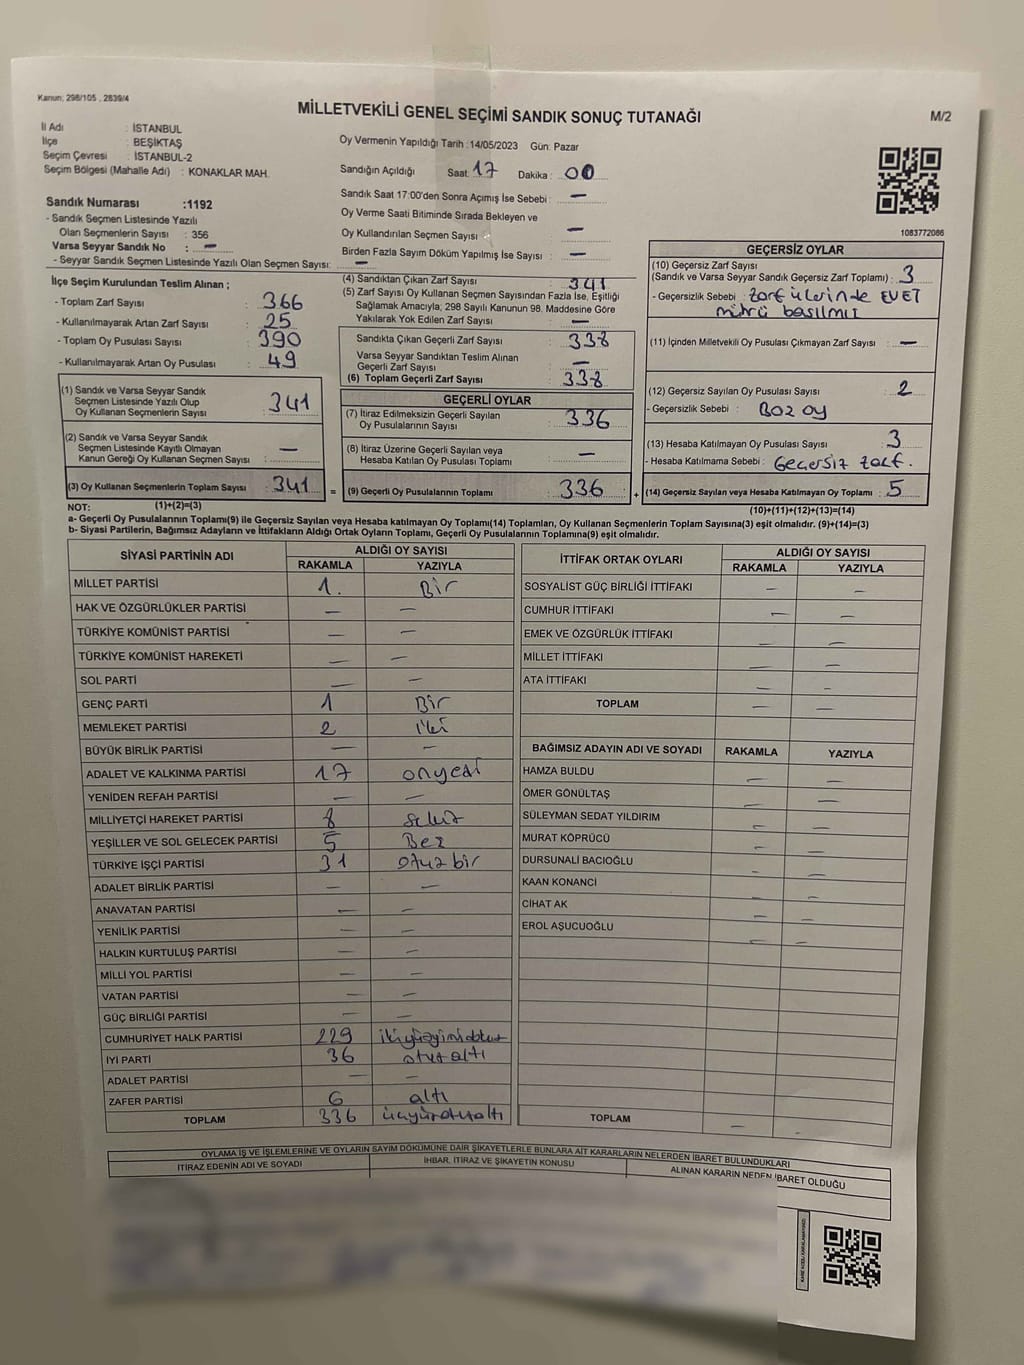 Kanun; 298/105 , 2839/4
MİLLETVEKİLİ GENEL SEÇİMİ SANDIK SONUÇ TUTANAĞI
M/2
İl Adı : İSTANBUL
İlçe : BEŞİKTAŞ
Seçim Çevresi : İSTANBUL-2
Seçim Bölgesi (Mahalle Adı) : KONAKLAR MAH.
Sandık Numarası :1192
- Sandık Seçmen Listesinde Yazılı
Olan Seçmenlerin Sayısı : 356
Varsa Seyyar Sandık No : —
- Seyyar Sandık Seçmen Listesinde Yazılı Olan Seçmen Sayısı: —
İlçe Seçim Kurulundan Teslim Alınan ;
- Toplam Zarf Sayısı : 366
- Kullanılmayarak Artan Zarf Sayısı : 25
- Toplam Oy Pusulası Sayısı : 390
- Kullanılmayarak Artan Oy Pusulası : 49
(1) Sandık ve Varsa Seyyar Sandık
Seçmen Listesinde Yazılı Olup
Oy Kullanan Seçmenlerin Sayısı : 341
(2) Sandık ve Varsa Seyyar Sandık
Seçmen Listesinde Kayıtlı Olmayan
Kanun Gereği Oy Kullanan Seçmen Sayısı : —
(3) Oy Kullanan Seçmenlerin Toplam Sayısı : 341
Oy Vermenin Yapıldığı Tarih :14/05/2023 Gün: Pazar
Sandığın Açıldığı Saat: 17 Dakika : 00
Sandık Saat 17:00'den Sonra Açımış İse Sebebi : —
Oy Verme Saati Bitiminde Sırada Bekleyen ve
Oy Kullandırılan Seçmen Sayısı : —
Birden Fazla Sayım Döküm Yapılmış İse Sayısı : —
(4) Sandıktan Çıkan Zarf Sayısı : 341
(5) Zarf Sayısı Oy Kullanan Seçmen Sayısından Fazla İse, Eşitliği
Sağlamak Amacıyla, 298 Sayılı Kanunun 98. Maddesine Göre
Yakılarak Yok Edilen Zarf Sayısı : —
Sandıkta Çıkan Geçerli Zarf Sayısı : 338
Varsa Seyyar Sandıktan Teslim Alınan
Geçerli Zarf Sayısı : —
(6) Toplam Geçerli Zarf Sayısı : 338
GEÇERLİ OYLAR
(7) İtiraz Edilmeksizin Geçerli Sayılan
Oy Pusulalarının Sayısı : 336
(8) İtiraz Üzerine Geçerli Sayılan veya
Hesaba Katılan Oy Pusulası Toplamı : —
= (9) Geçerli Oy Pusulalarının Toplamı : 336 +
1083772086
GEÇERSİZ OYLAR
(10) Geçersiz Zarf Sayısı
(Sandık ve Varsa Seyyar Sandık Geçersiz Zarf Toplamı) : 3
- Geçersizlik Sebebi : Zarf üzerinde EVET
mührü basılmış
(11) İçinden Milletvekili Oy Pusulası Çıkmayan Zarf Sayısı : —
(12) Geçersiz Sayılan Oy Pusulası Sayısı : 2
- Geçersizlik Sebebi : Boz oy
(13) Hesaba Katılmayan Oy Pusulası Sayısı : 3
- Hesaba Katılmama Sebebi : Geçersiz zarf.
(14) Geçersiz Sayılan veya Hesaba Katılmayan Oy Toplamı : 5
NOT: (1)+(2)=(3)
(10)+(11)+(12)+(13)=(14)
a- Geçerli Oy Pusulalarının Toplamı(9) ile Geçersiz Sayılan veya Hesaba katılmayan Oy Toplamı(14) Toplamları, Oy Kullanan Seçmenlerin Toplam Sayısına(3) eşit olmalıdır. (9)+(14)=(3)
b- Siyasi Partilerin, Bağımsız Adayların ve İttifakların Aldığı Ortak Oyların Toplamı, Geçerli Oy Pusulalarının Toplamına(9) eşit olmalıdır.
SİYASİ PARTİNİN ADI
ALDIĞI OY SAYISI
RAKAMLA YAZIYLA
MİLLET PARTİSİ 1. Bir
HAK VE ÖZGÜRLÜKLER PARTİSİ — —
TÜRKİYE KOMÜNİST PARTİSİ — —
TÜRKİYE KOMÜNİST HAREKETİ — —
SOL PARTİ — —
GENÇ PARTİ 1 Bir
MEMLEKET PARTİSİ 2 iki
BÜYÜK BİRLİK PARTİSİ — —
ADALET VE KALKINMA PARTİSİ 17 onyedi
YENİDEN REFAH PARTİSİ — —
MİLLİYETÇİ HAREKET PARTİSİ 8 sekiz
YEŞİLLER VE SOL GELECEK PARTİSİ 5 Beş
TÜRKİYE İŞÇİ PARTİSİ 31 otuzbir
ADALET BİRLİK PARTİSİ — —
ANAVATAN PARTİSİ — —
YENİLİK PARTİSİ — —
HALKIN KURTULUŞ PARTİSİ — —
MİLLİ YOL PARTİSİ — —
VATAN PARTİSİ — —
GÜÇ BİRLİĞİ PARTİSİ — —
CUMHURİYET HALK PARTİSİ 229 ikiyüzyirmidokuz
İYİ PARTİ 36 otuzaltı
ADALET PARTİSİ — —
ZAFER PARTİSİ 6 altı
TOPLAM 336 üçyüzotuzaltı
İTTİFAK ORTAK OYLARI
ALDIĞI OY SAYISI
RAKAMLA YAZIYLA
SOSYALİST GÜÇ BİRLİĞİ İTTİFAKI — —
CUMHUR İTTİFAKI — —
EMEK VE ÖZGÜRLÜK İTTİFAKI — —
MİLLET İTTİFAKI — —
ATA İTTİFAKI — —
TOPLAM — —
BAĞIMSIZ ADAYIN ADI VE SOYADI RAKAMLA YAZIYLA
HAMZA BULDU — —
ÖMER GÖNÜLTAŞ — —
SÜLEYMAN SEDAT YILDIRIM — —
MURAT KÖPRÜCÜ — —
DURSUNALİ BACIOĞLU — —
KAAN KONANCİ — —
CİHAT AK — —
EROL AŞUCUOĞLU — —
TOPLAM — —
OYLAMA İŞ VE İŞLEMLERİNE VE OYLARIN SAYIM DÖKÜMÜNE DAİR ŞİKAYETLERLE BUNLARA AİT KARARLARIN NELERDEN İBARET BULUNDUKLARI
İTİRAZ EDENİN ADI VE SOYADI
İHBAR, İTİRAZ VE ŞİKAYETİN KONUSU
ALINAN KARARIN NEDEN İBARET OLDUĞU